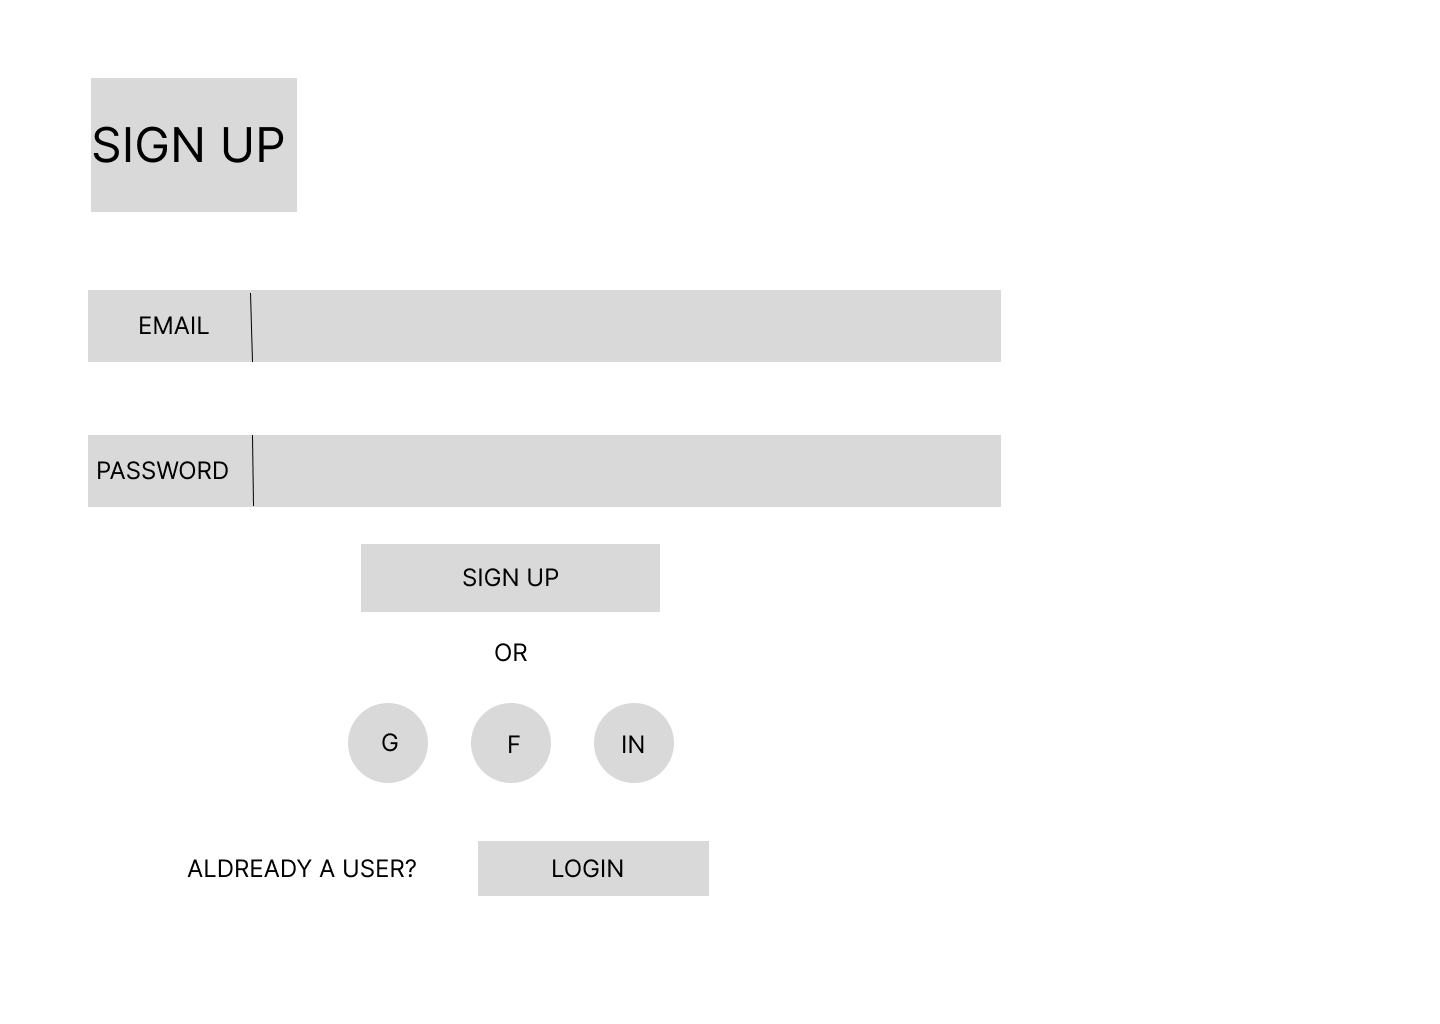 SIGN UP
EMAIL
PASSWORD
SIGN UP
OR
G F IN
ALDREADY A USER? LOGIN